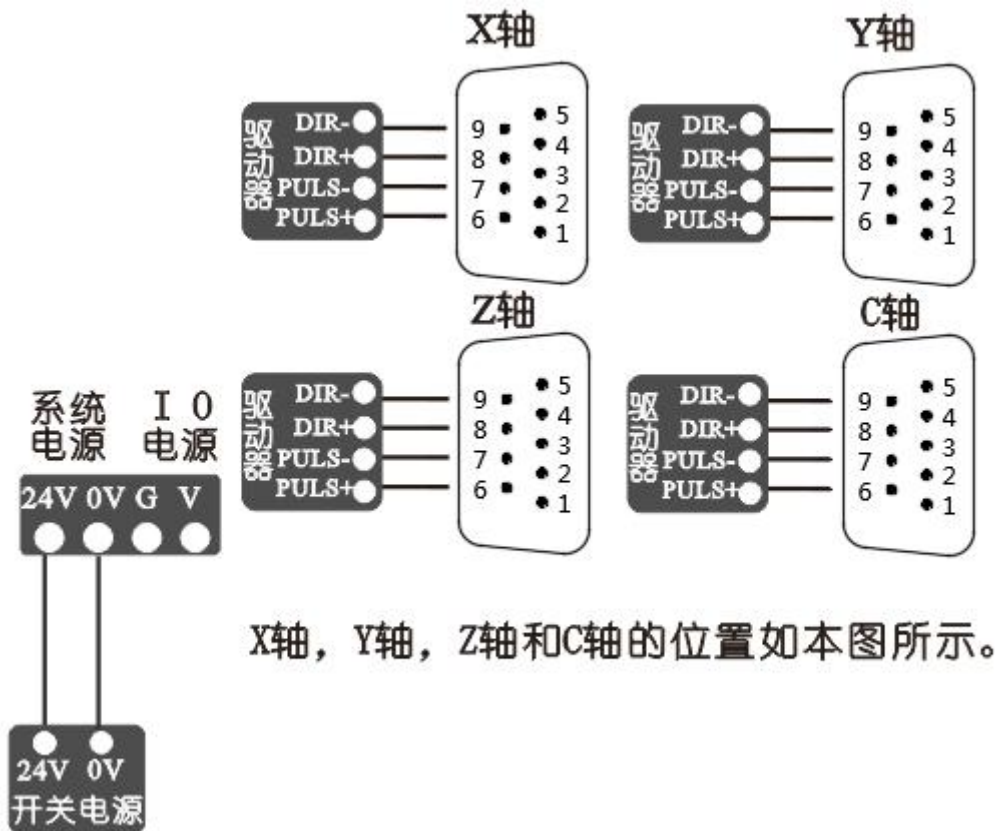 X轴
Y轴
驱动器
DIR-
DIR+
PULS-
PULS+
9
8
7
6
5
4
3
2
1
驱动器
DIR-
DIR+
PULS-
PULS+
9
8
7
6
5
4
3
2
1
Z轴
C轴
驱动器
DIR-
DIR+
PULS-
PULS+
9
8
7
6
5
4
3
2
1
驱动器
DIR-
DIR+
PULS-
PULS+
9
8
7
6
5
4
3
2
1
系统 I O
电源 电源
24V 0V G V
X轴，Y轴，Z轴和C轴的位置如本图所示。
24V 0V
开关电源